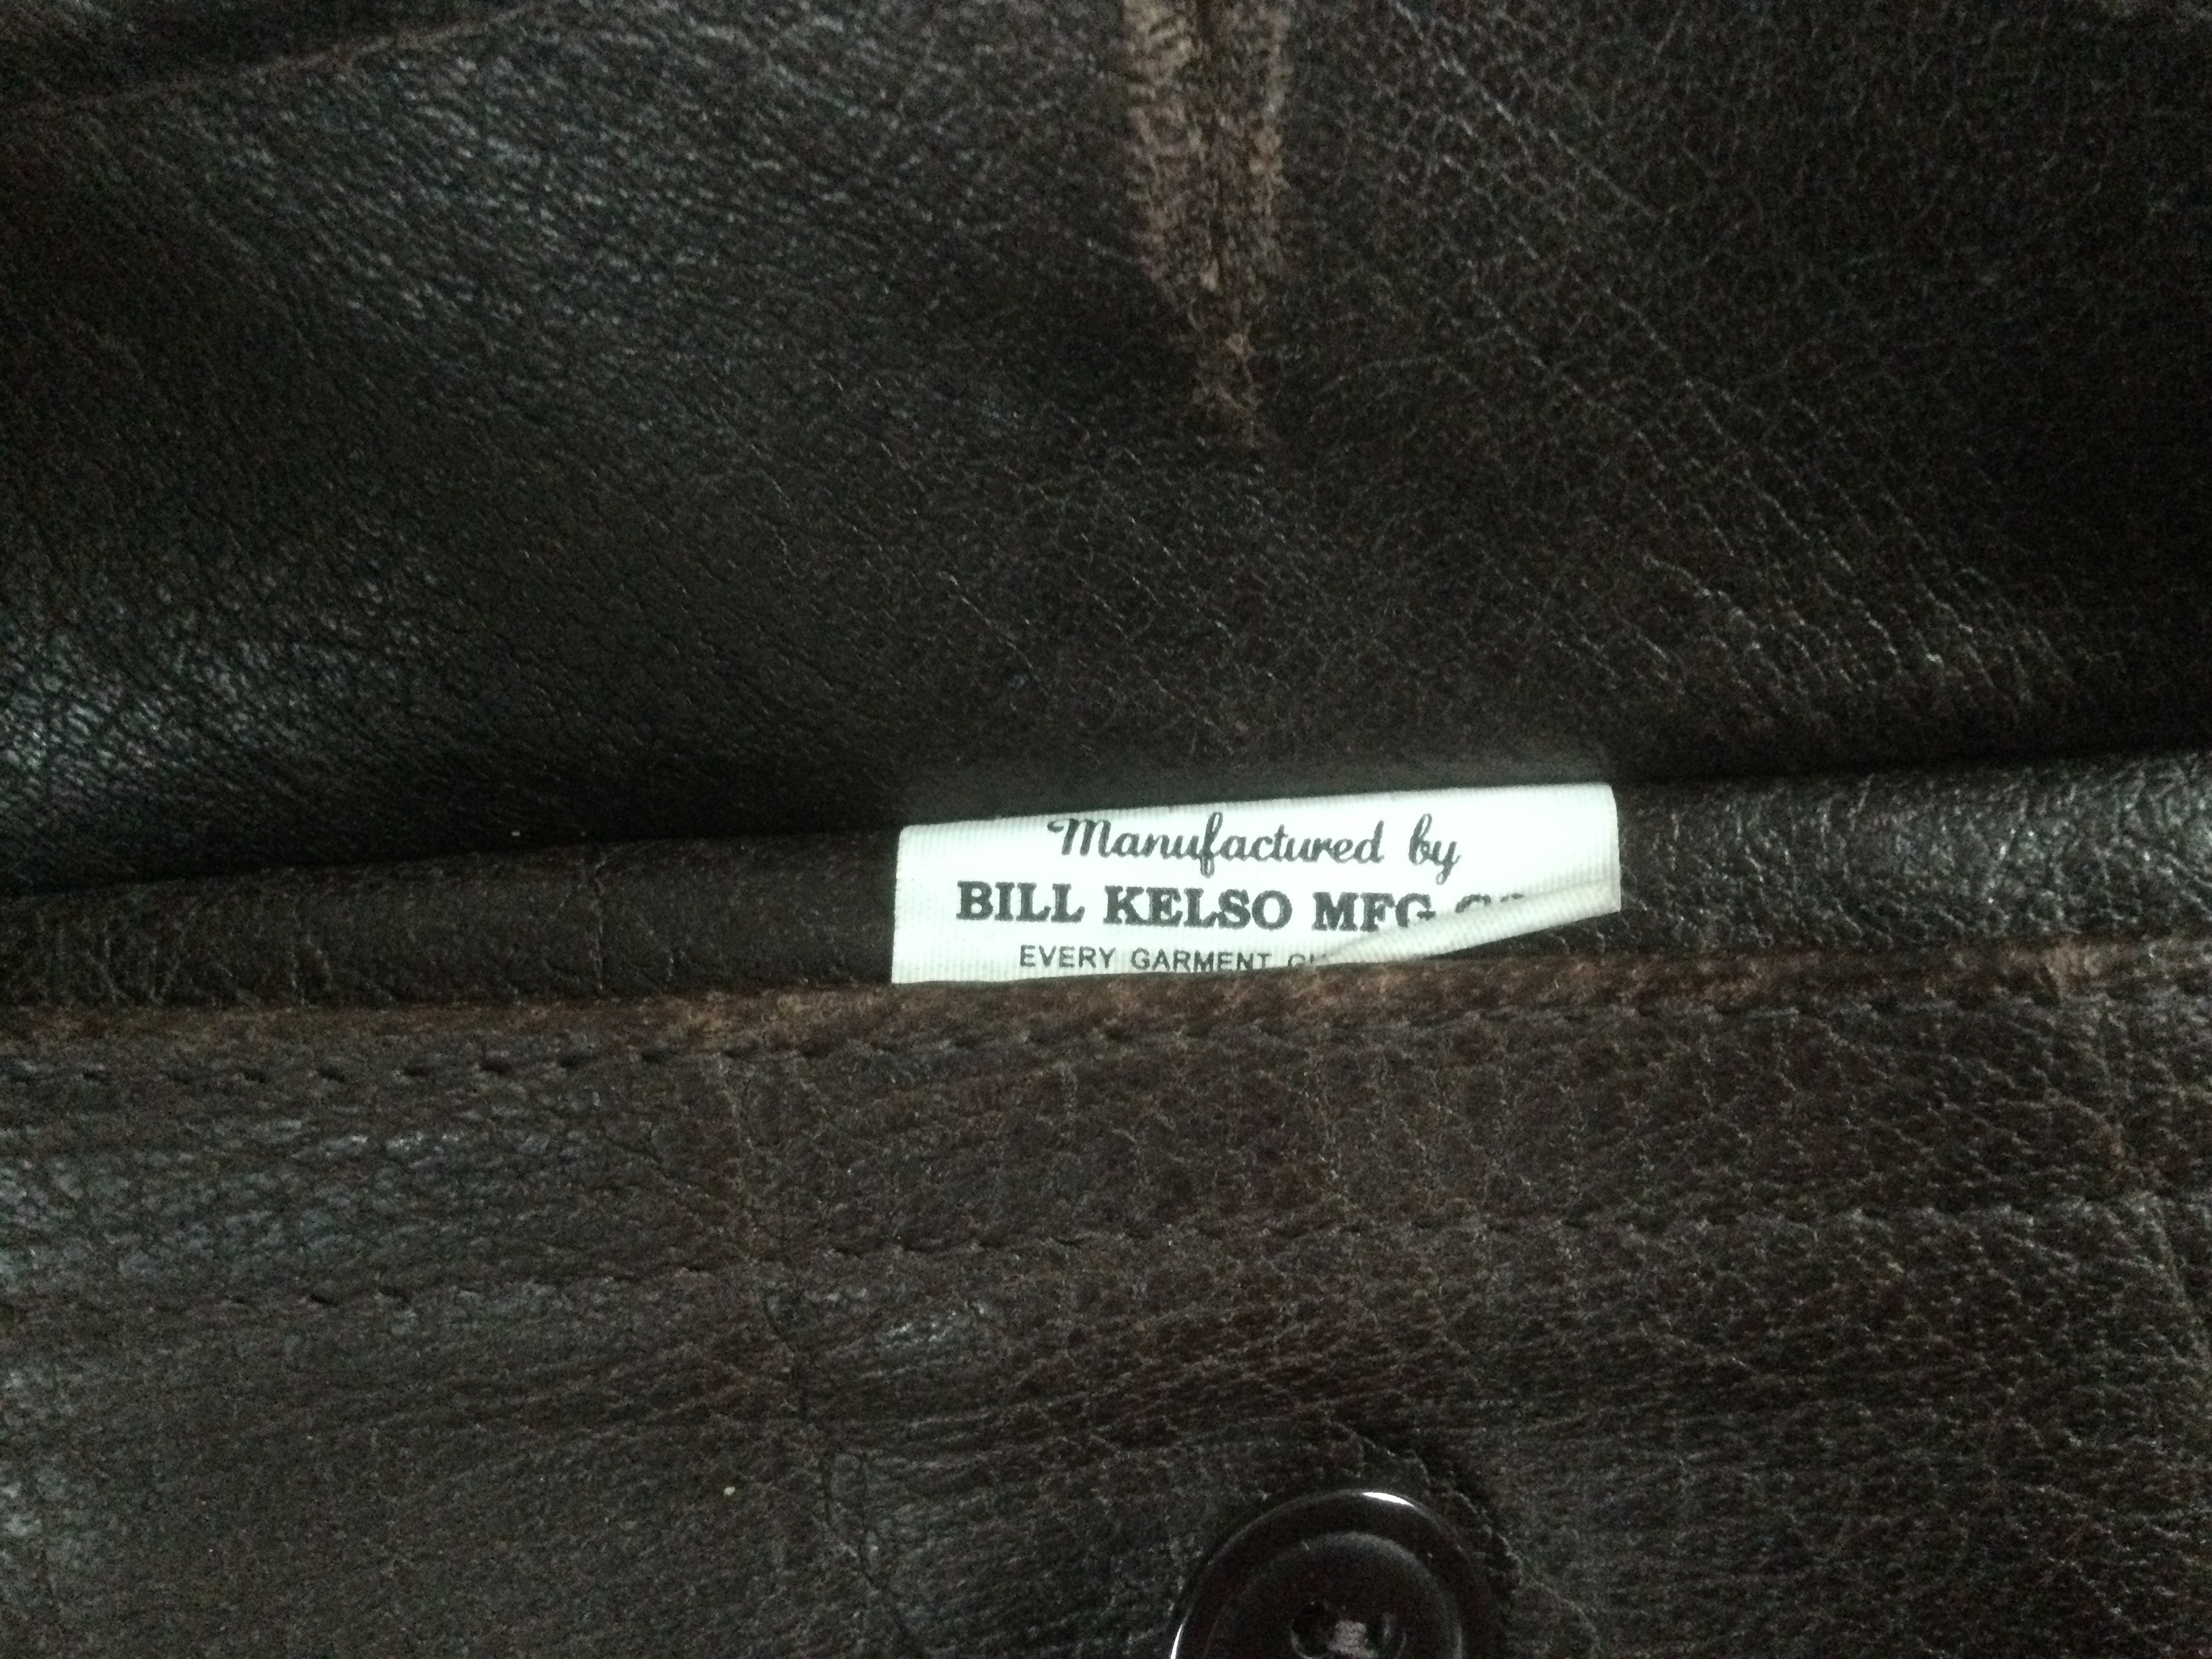 Manufactured by
BILL KELSO MFG
EVERY GARMENT